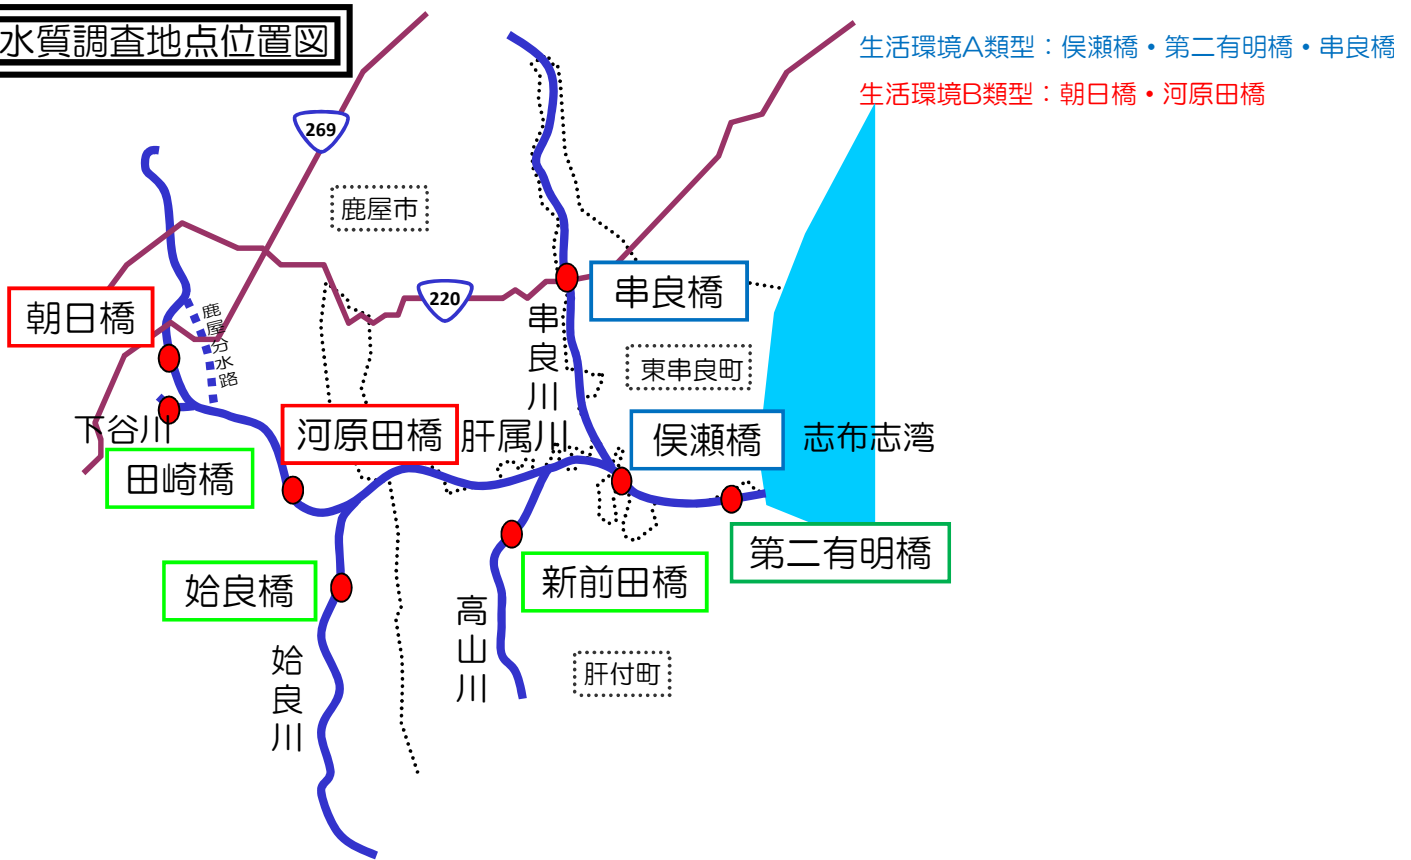 水質調査地点位置図
生活環境A類型：俣瀬橋・第二有明橋・串良橋
生活環境B類型：朝日橋・河原田橋
269
鹿屋市
220
朝日橋
鹿屋分水路
串良橋
串良川
東串良町
下谷川
河原田橋
肝属川
俣瀬橋
志布志湾
田崎橋
第二有明橋
姶良橋
新前田橋
高山川
肝付町
姶良川